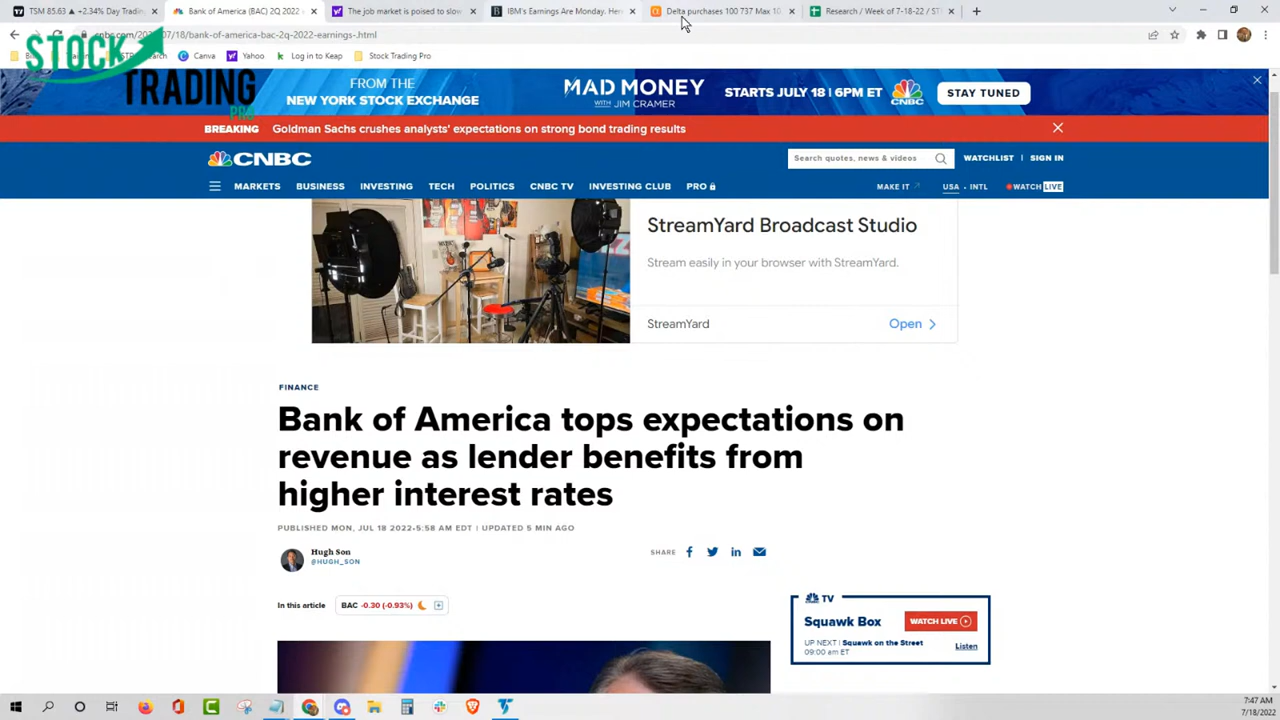 TSM 85.63 ▲ +2.34% Day Trading
Bank of America (BAC) 2Q 2022
The job market is poised to slow
IBM's Earnings Are Monday. Her
Delta purchases 100 737 Max 10
Research / Week of 7-18-22 / ST
/07/18/bank-of-america-bac-2q-2022-earnings-.html
Canva
Yahoo
Log in to Keap
Stock Trading Pro
STOCK
TRADING
PRO
FROM THE
NEW YORK STOCK EXCHANGE
MAD MONEY
WITH JIM CRAMER
STARTS JULY 18 | 6PM ET
CNBC
STAY TUNED
BREAKING Goldman Sachs crushes analysts' expectations on strong bond trading results
CNBC
Search quotes, news & videos
WATCHLIST | SIGN IN
MARKETS BUSINESS INVESTING TECH POLITICS CNBC TV INVESTING CLUB PRO
MAKE IT USA • INTL WATCH LIVE
StreamYard Broadcast Studio
Stream easily in your browser with StreamYard.
StreamYard
Open
FINANCE
Bank of America tops expectations on
revenue as lender benefits from
higher interest rates
PUBLISHED MON, JUL 18 2022•5:58 AM EDT | UPDATED 5 MIN AGO
Hugh Son
@HUGH_SON
SHARE
In this article
BAC -0.30 (-0.93%)
TV
Squawk Box
WATCH LIVE
UP NEXT | Squawk on the Street
09:00 am ET
Listen
7:47 AM
7/18/2022